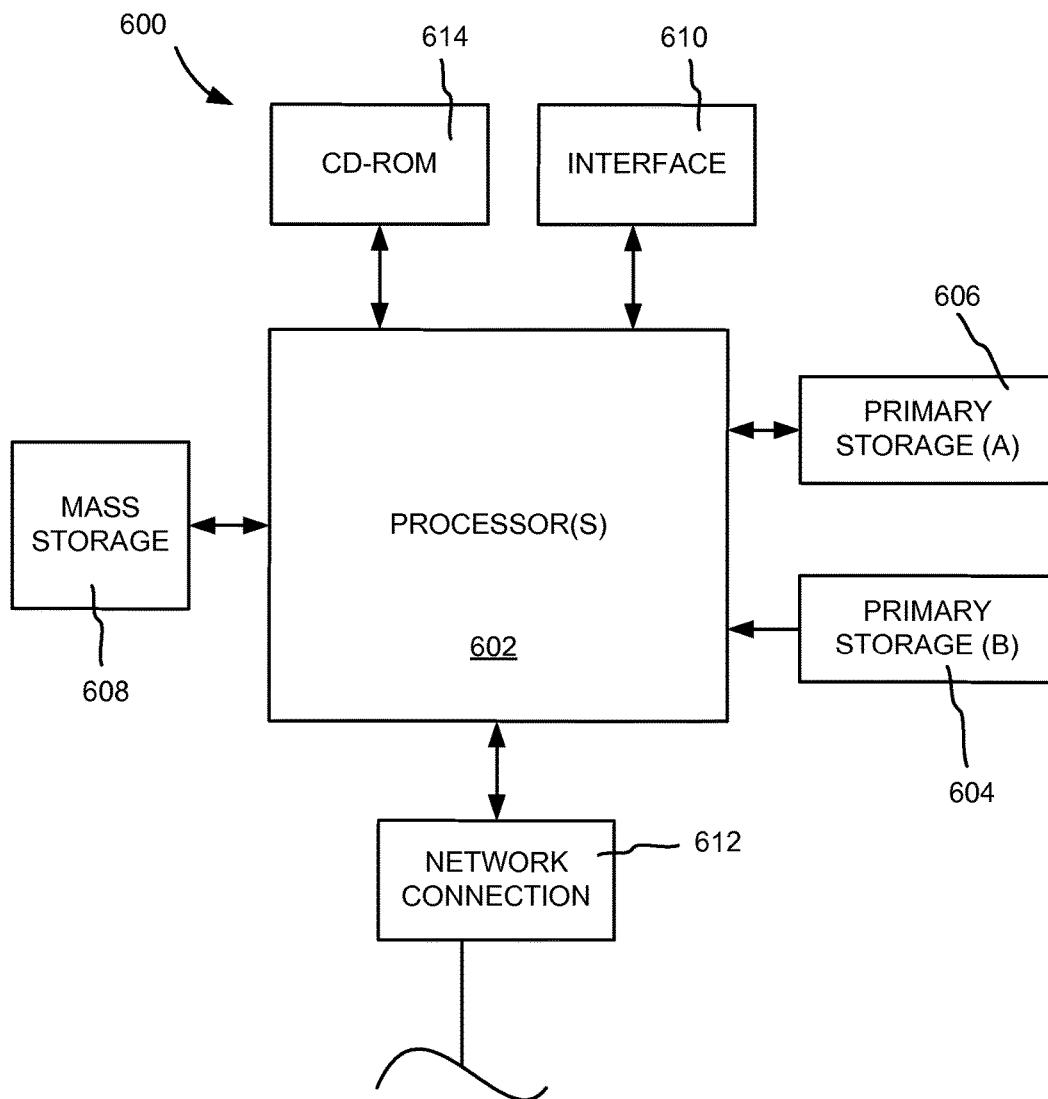 600
614
610
CD-ROM
INTERFACE
606
PRIMARY
STORAGE (A)
MASS
STORAGE
PROCESSOR(S)
PRIMARY
STORAGE (B)
602
608
604
612
NETWORK
CONNECTION